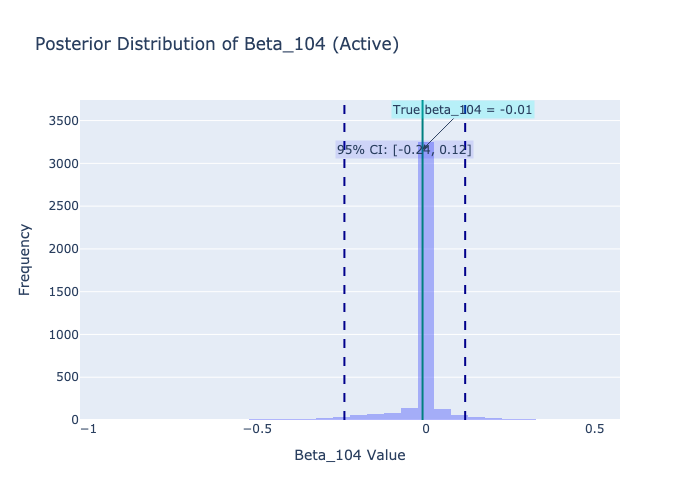 Posterior Distribution of Beta_104 (Active)
True beta_104 = -0.01
95% CI: [-0.24, 0.12]
3500
3000
2500
2000
1500
1000
500
0
Frequency
−1
−0.5
0
0.5
Beta_104 Value